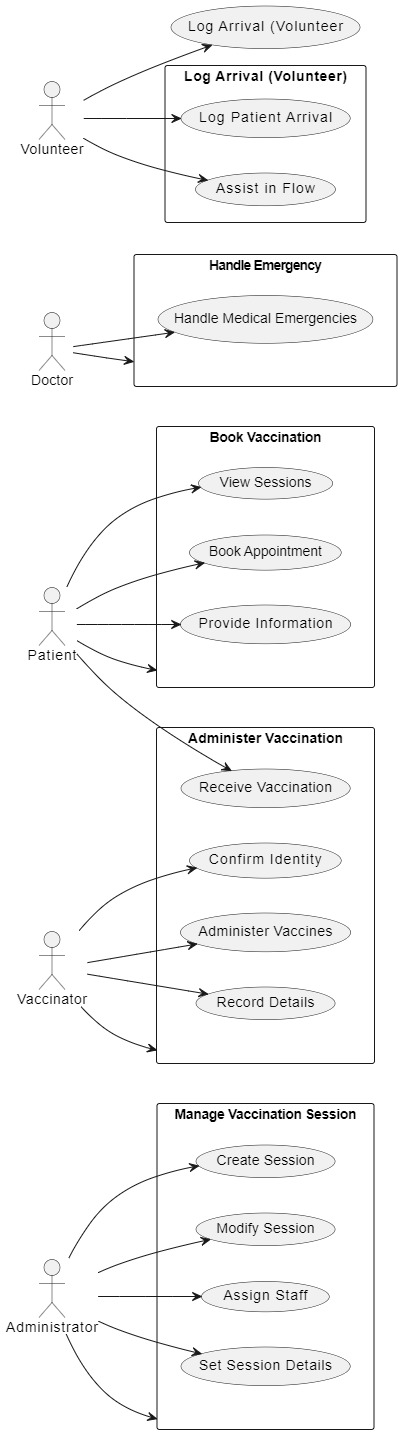 Log Arrival (Volunteer
Log Arrival (Volunteer)
Log Patient Arrival
Volunteer
Assist in Flow
Handle Emergency
Handle Medical Emergencies
Doctor
Book Vaccination
View Sessions
Book Appointment
Provide Information
Patient
Administer Vaccination
Receive Vaccination
Confirm Identity
Administer Vaccines
Vaccinator
Record Details
Manage Vaccination Session
Create Session
Modify Session
Assign Staff
Administrator
Set Session Details